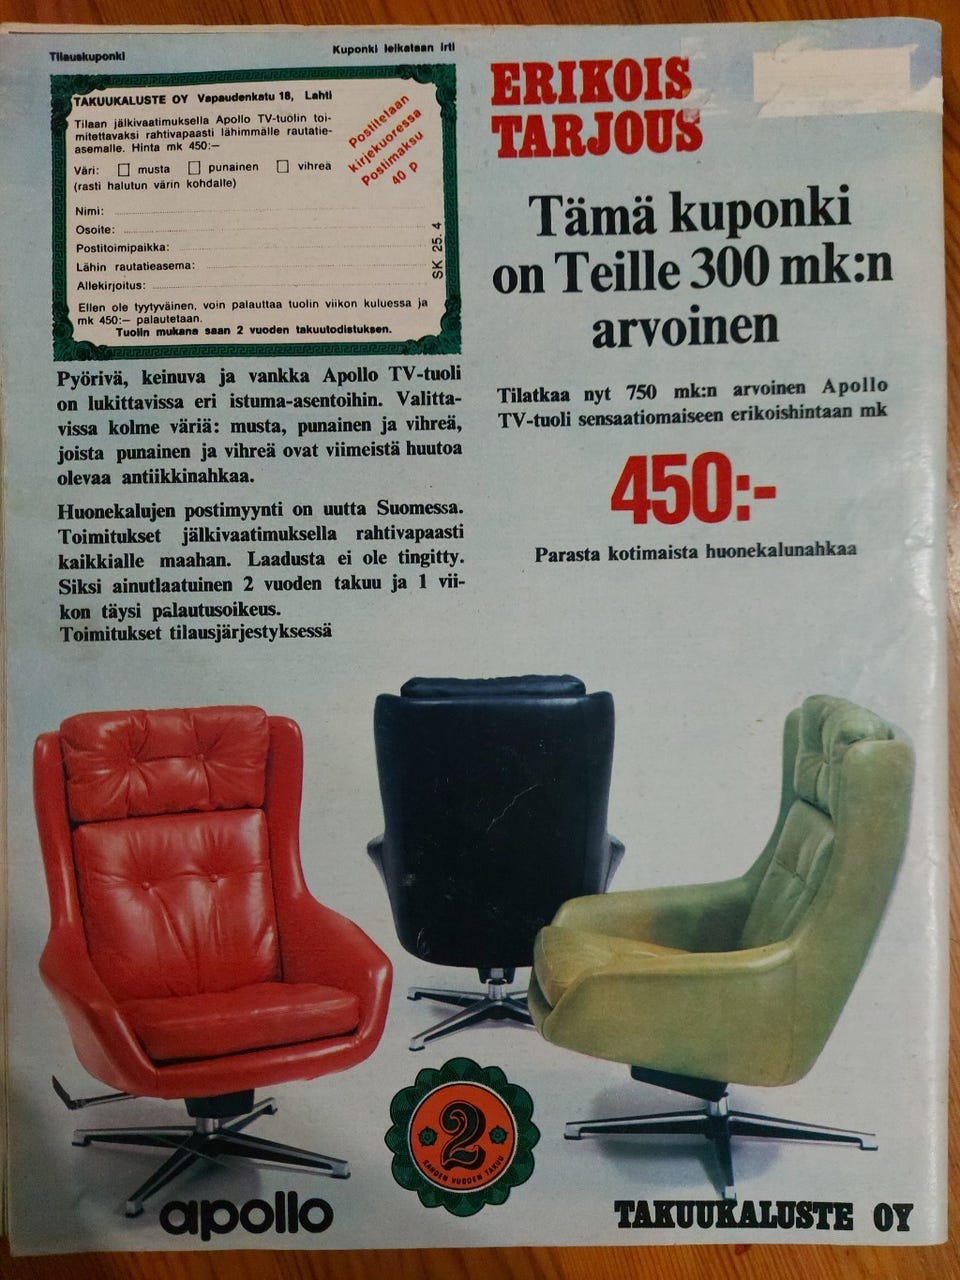 Tilauskuponki
Kuponki leikataan irti
TAKUUKALUSTE OY Vapaudenkatu 18, Lahti
Tilaan jälkivaatimuksella Apollo TV-tuolin toi-
mitettavaksi rahtivapaasti lähimmälle rautatie-
asemalle. Hinta mk 450:—
Väri: musta punainen vihreä
(rasti halutun värin kohdalle)
Postitetaan
kirjekuoressa
Postimaksu
40 p
Nimi:
Osoite:
Postitoimipaikka:
Lähin rautatieasema:
Allekirjoitus:
SK 25. 4
Ellen ole tyytyväinen, voin palauttaa tuolin viikon kuluessa ja
mk 450:— palautetaan.
Tuolin mukana saan 2 vuoden takuutodistuksen.
Pyörivä, keinuva ja vankka Apollo TV-tuoli
on lukittavissa eri istuma-asentoihin. Valitta-
vissa kolme väriä: musta, punainen ja vihreä,
joista punainen ja vihreä ovat viimeistä huutoa
olevaa antiikkinahkaa.
Huonekalujen postimyynti on uutta Suomessa.
Toimitukset jälkivaatimuksella rahtivapaasti
kaikkialle maahan. Laadusta ei ole tingitty.
Siksi ainutlaatuinen 2 vuoden takuu ja 1 vii-
kon täysi palautusoikeus.
Toimitukset tilausjärjestyksessä
ERIKOIS
TARJOUS
Tämä kuponki
on Teille 300 mk:n
arvoinen
Tilatkaa nyt 750 mk:n arvoinen Apollo
TV-tuoli sensaatiomaiseen erikoishintaan mk
450:-
Parasta kotimaista huonekalunahkaa
2
KAHDEN VUODEN TAKUU
apollo
TAKUUKALUSTE OY